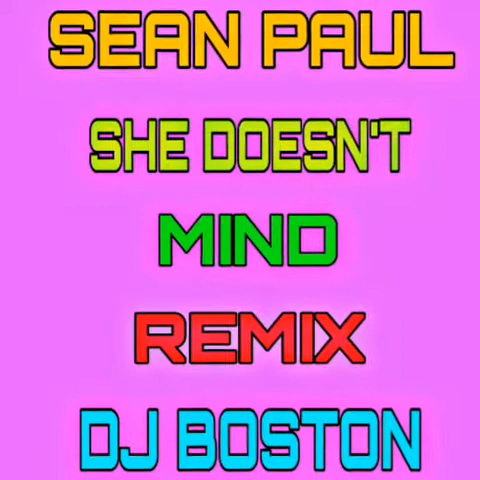 SEAN PAUL
SHE DOESN'T
MIND
REMIX
DJ BOSTON